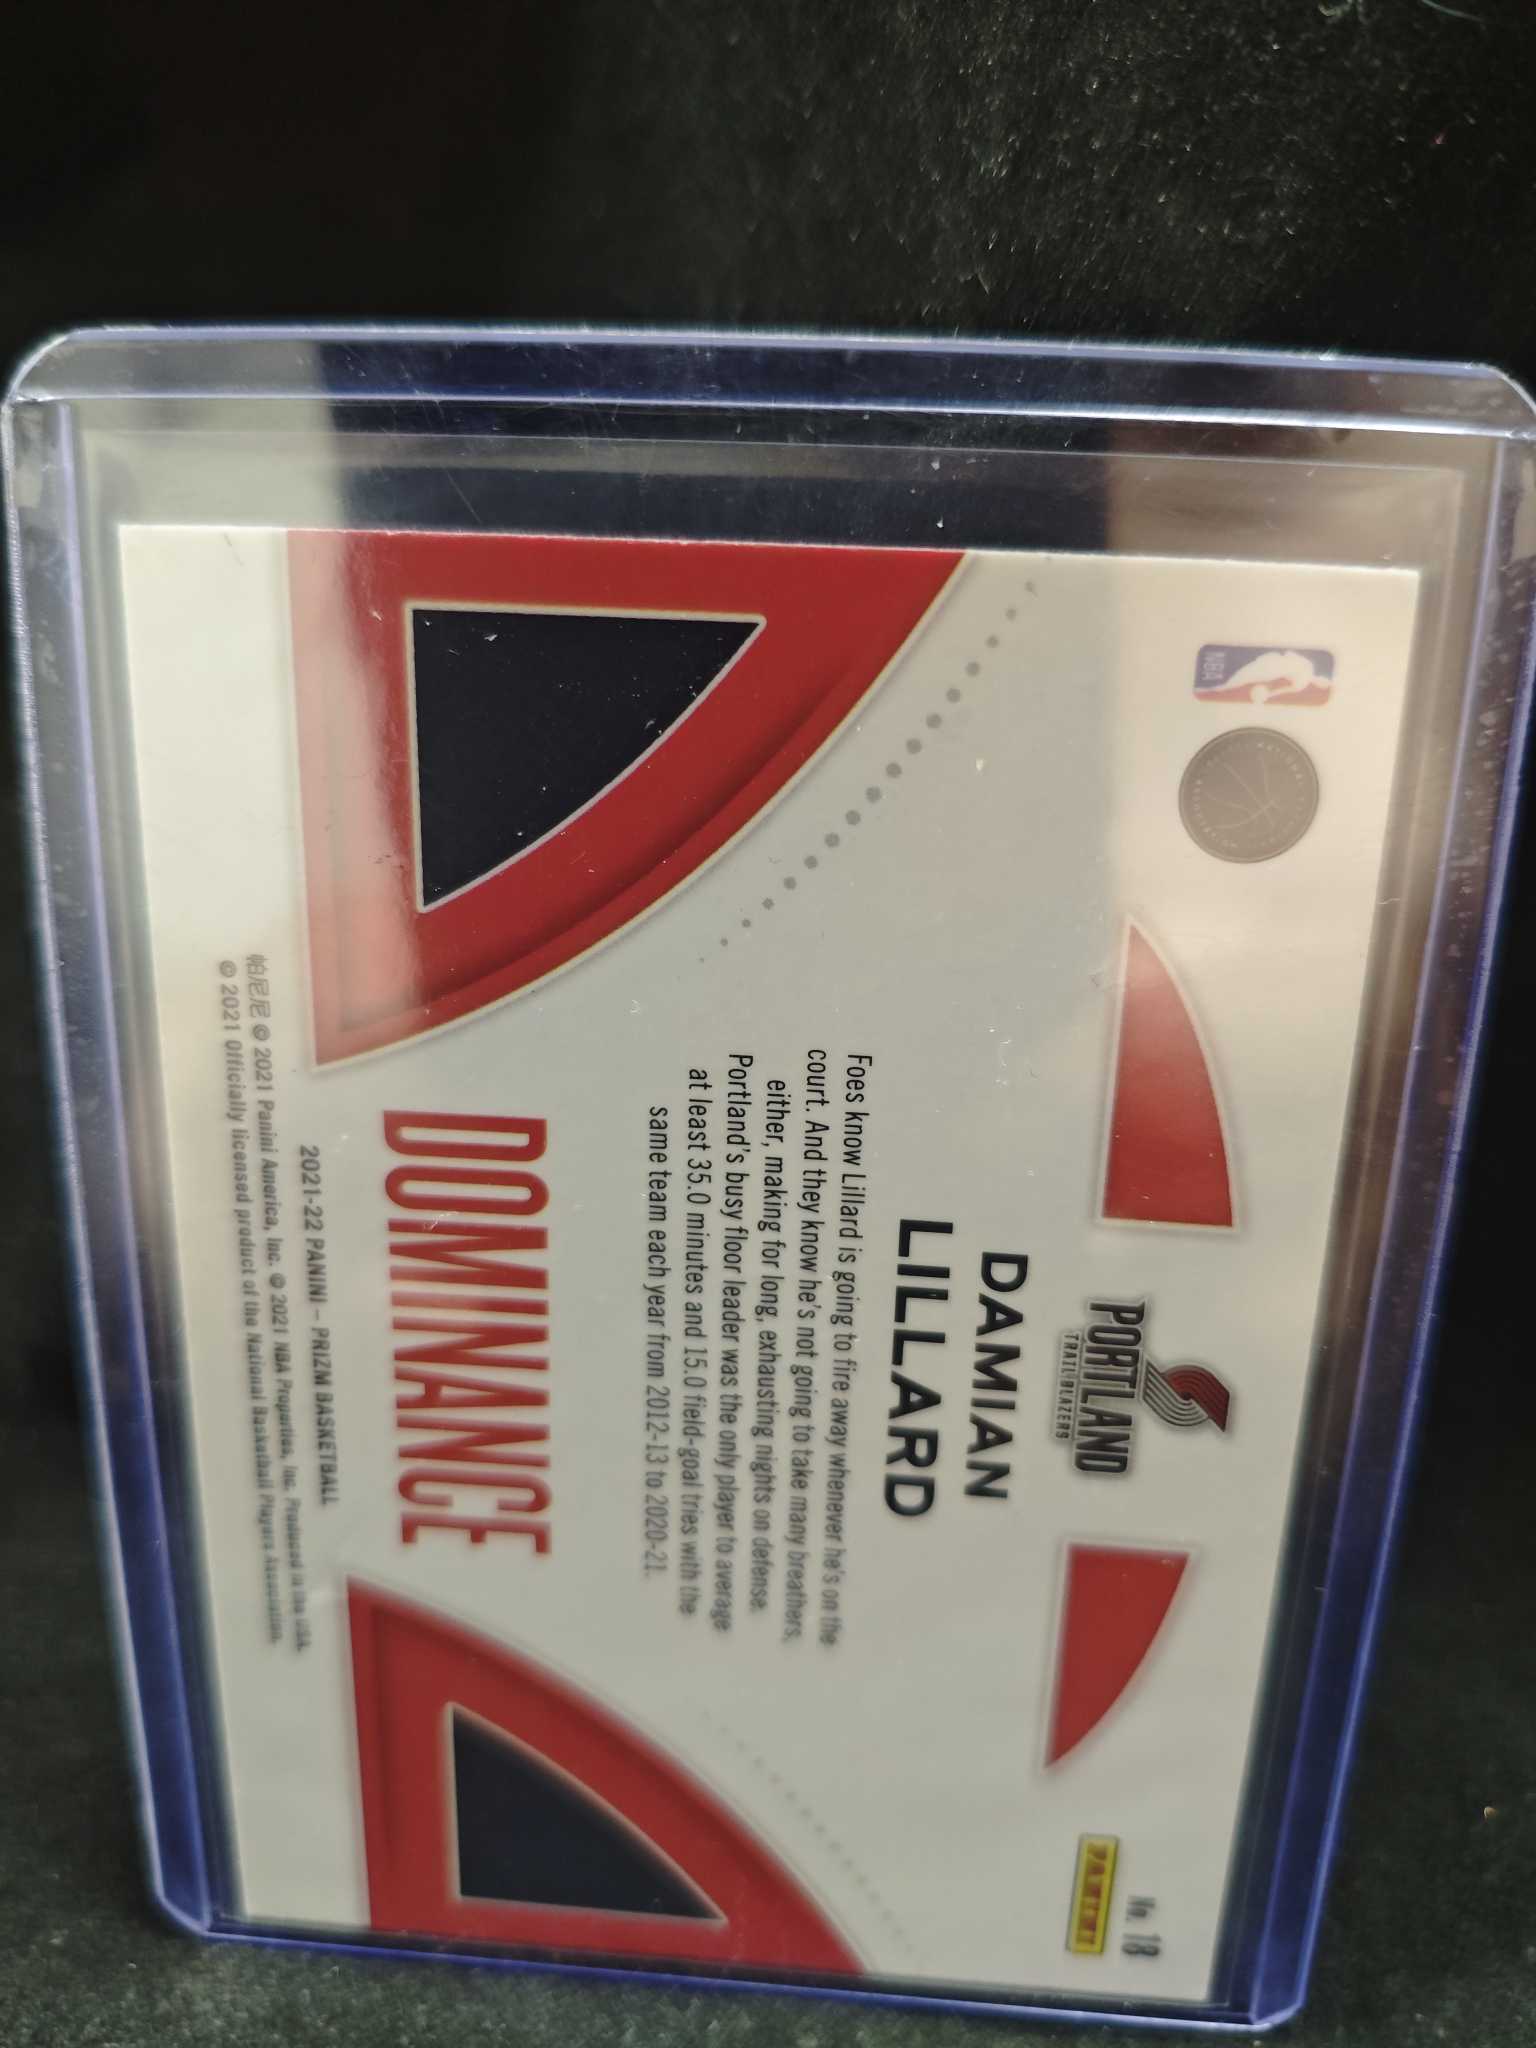 NBA
No. 18
PANINI
PORTLAND
TRAIL BLAZERS
DAMIAN
LILLARD
Foes know Lillard is going to fire away whenever he's on the
court. And they know he's not going to take many breathers,
either, making for long, exhausting nights on defense.
Portland's busy floor leader was the only player to average
at least 35.0 minutes and 15.0 field-goal tries with the
same team each year from 2012-13 to 2020-21.
DOMINANCE
2021-22 PANINI – PRIZM BASKETBALL
帕尼尼 © 2021 Panini America, Inc. © 2021 NBA Properties, Inc. Produced in the USA.
© 2021 Officially licensed product of the National Basketball Players Association.